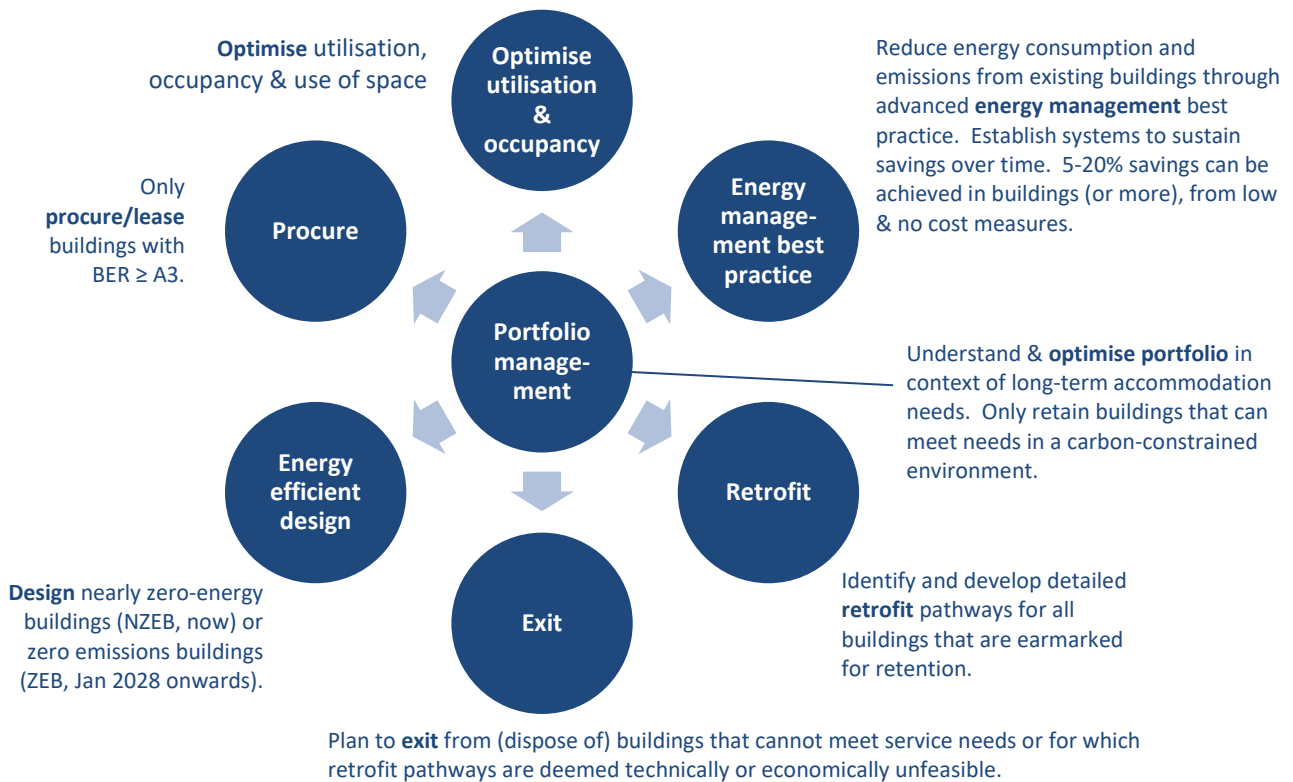 Optimise utilisation,
occupancy & use of space
Optimise
utilisation
&
occupancy
Reduce energy consumption and
emissions from existing buildings through
advanced energy management best
practice.  Establish systems to sustain
savings over time.  5-20% savings can be
achieved in buildings (or more), from low
& no cost measures.
Only
procure/lease
buildings with
BER ≥ A3.
Procure
Energy
manage-
ment best
practice
Portfolio
manage-
ment
Understand & optimise portfolio in
context of long-term accommodation
needs.  Only retain buildings that can
meet needs in a carbon-constrained
environment.
Energy
efficient
design
Retrofit
Design nearly zero-energy
buildings (NZEB, now) or
zero emissions buildings
(ZEB, Jan 2028 onwards).
Exit
Identify and develop detailed
retrofit pathways for all
buildings that are earmarked
for retention.
Plan to exit from (dispose of) buildings that cannot meet service needs or for which
retrofit pathways are deemed technically or economically unfeasible.